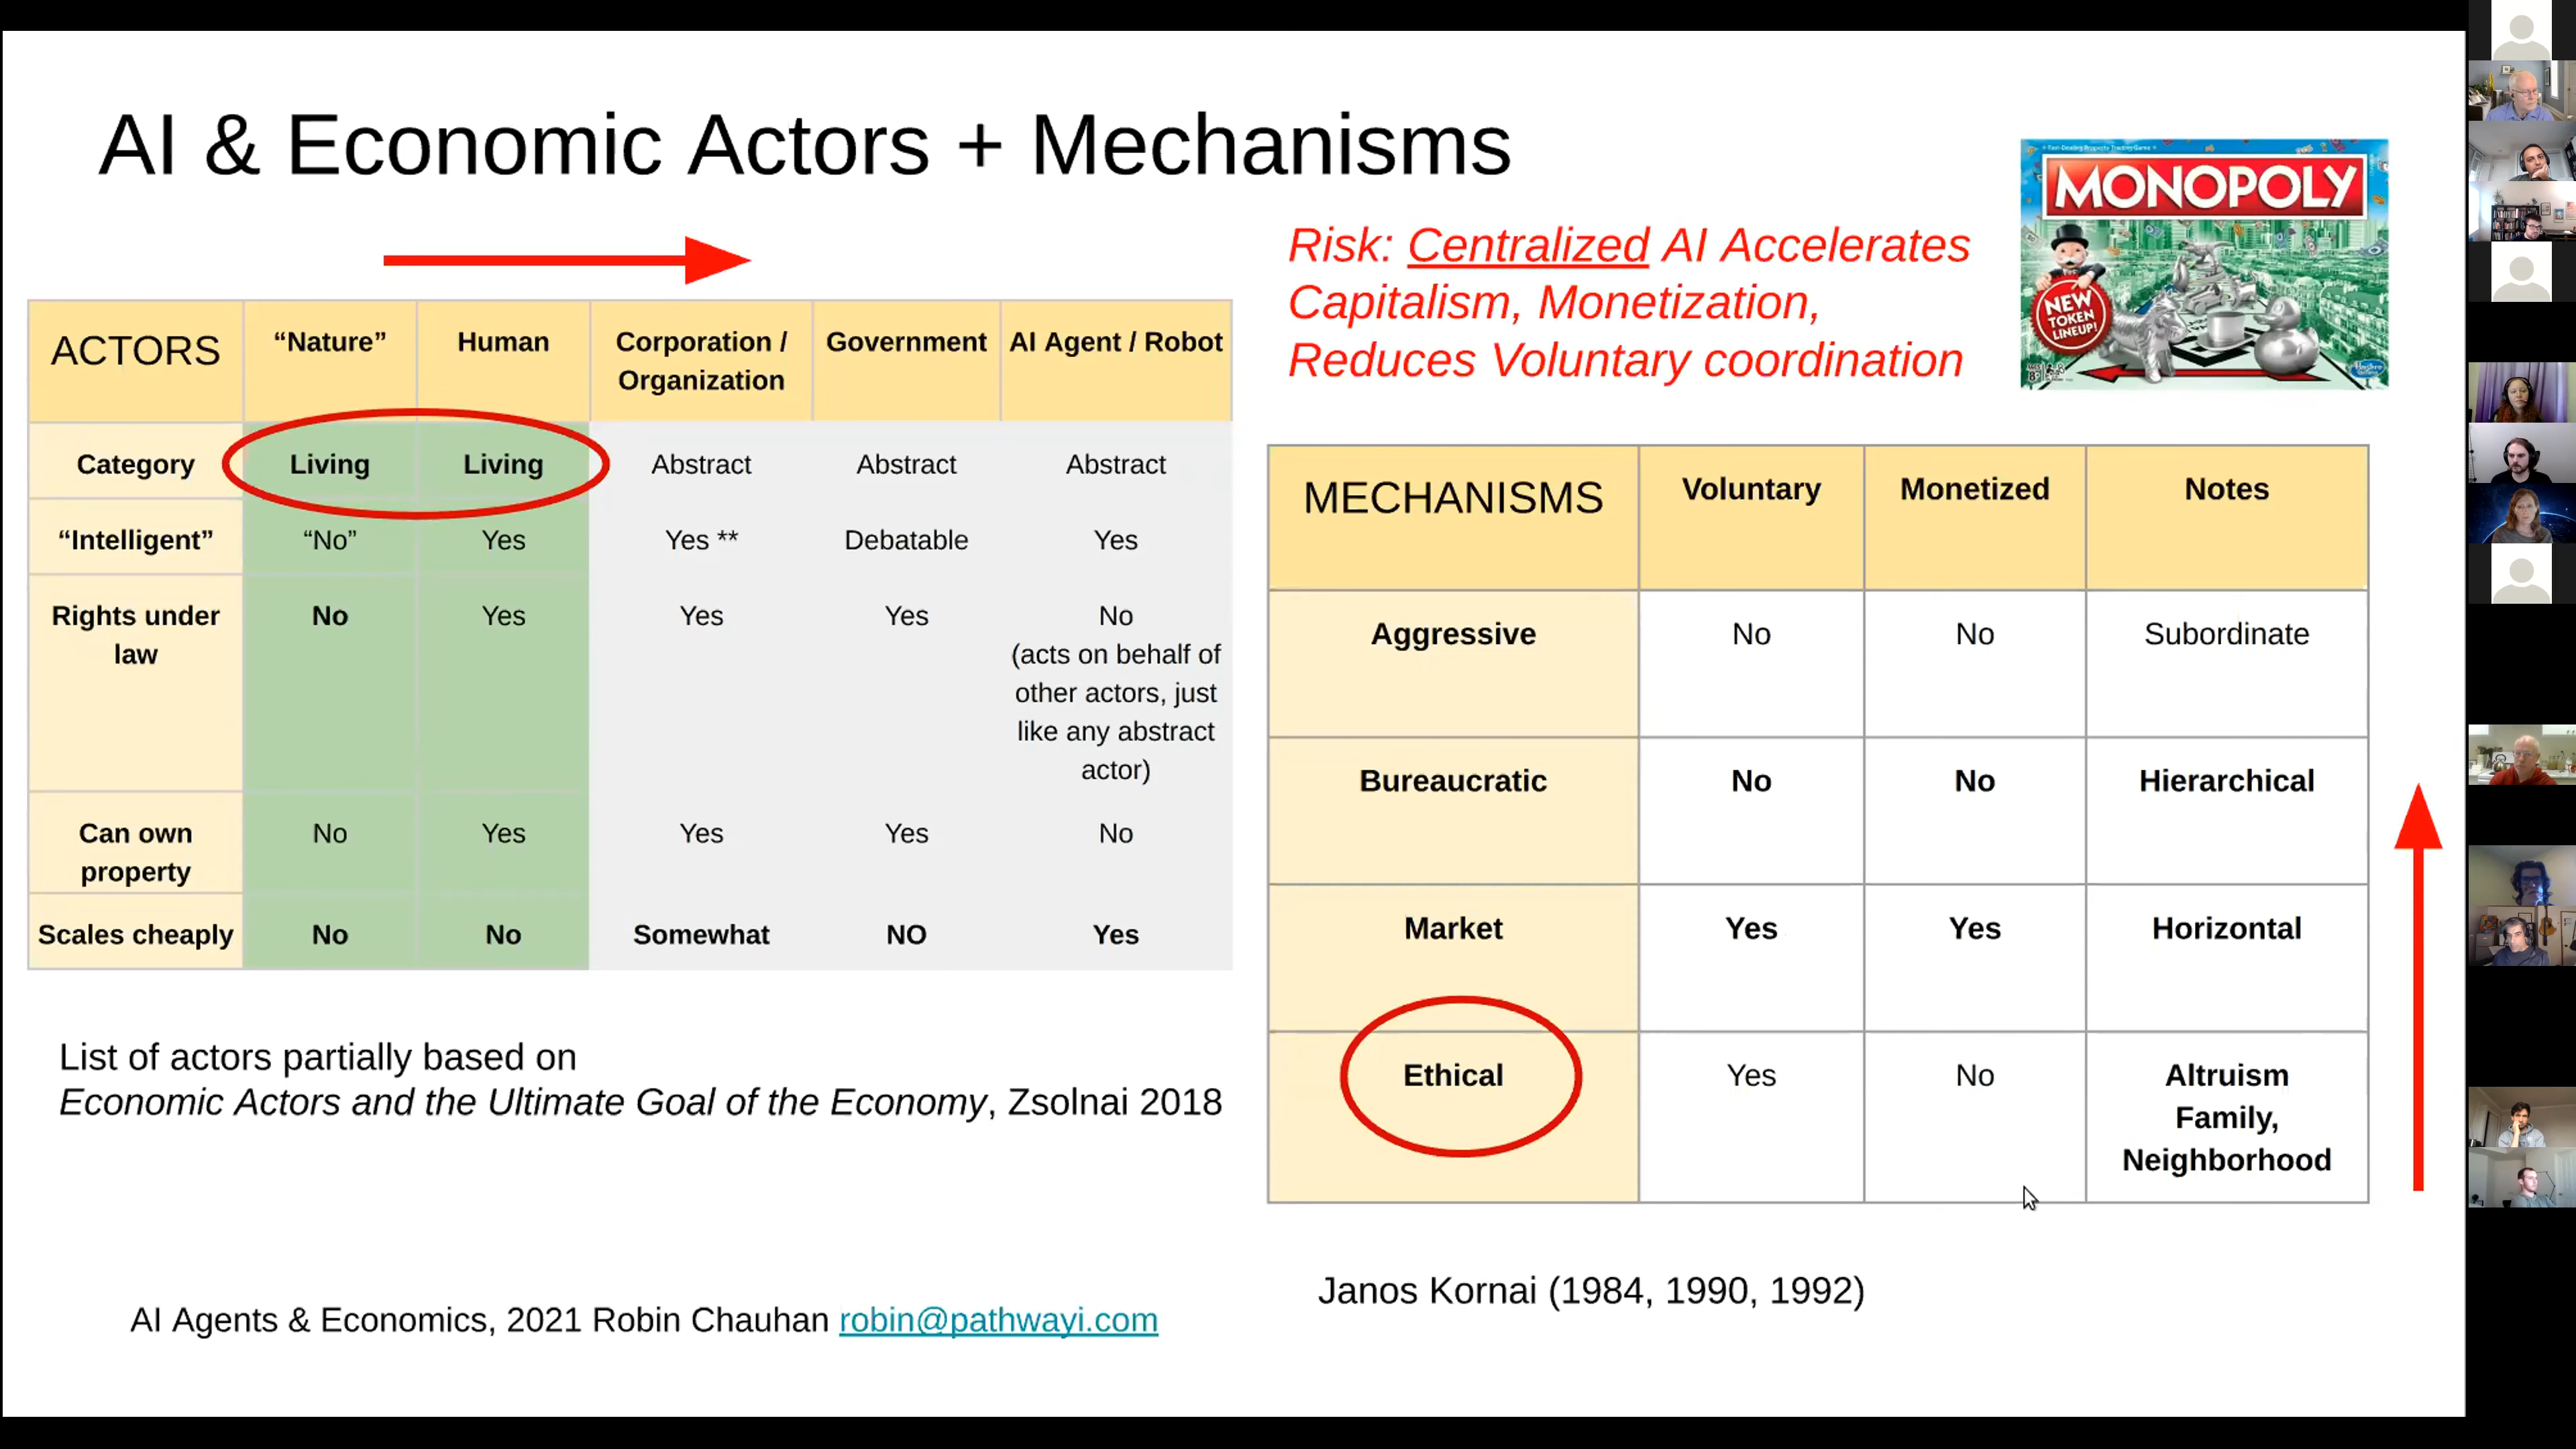 AI & Economic Actors + Mechanisms
Risk: Centralized AI Accelerates
Capitalism, Monetization,
Reduces Voluntary coordination
MONOPOLY
NEW
TOKEN
LINEUP!
ACTORS “Nature” Human Corporation / Organization Government AI Agent / Robot
Category Living Living Abstract Abstract Abstract
“Intelligent” “No” Yes Yes ** Debatable Yes
Rights under law No Yes Yes Yes No
(acts on behalf of
other actors, just
like any abstract
actor)
Can own property No Yes Yes Yes No
Scales cheaply No No Somewhat NO Yes
List of actors partially based on
Economic Actors and the Ultimate Goal of the Economy, Zsolnai 2018
MECHANISMS Voluntary Monetized Notes
Aggressive No No Subordinate
Bureaucratic No No Hierarchical
Market Yes Yes Horizontal
Ethical Yes No Altruism
Family,
Neighborhood
Janos Kornai (1984, 1990, 1992)
AI Agents & Economics, 2021 Robin Chauhan robin@pathwayi.com